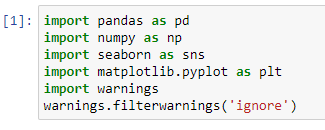 [1]: import pandas as pd
import numpy as np
import seaborn as sns
import matplotlib.pyplot as plt
import warnings
warnings.filterwarnings('ignore')